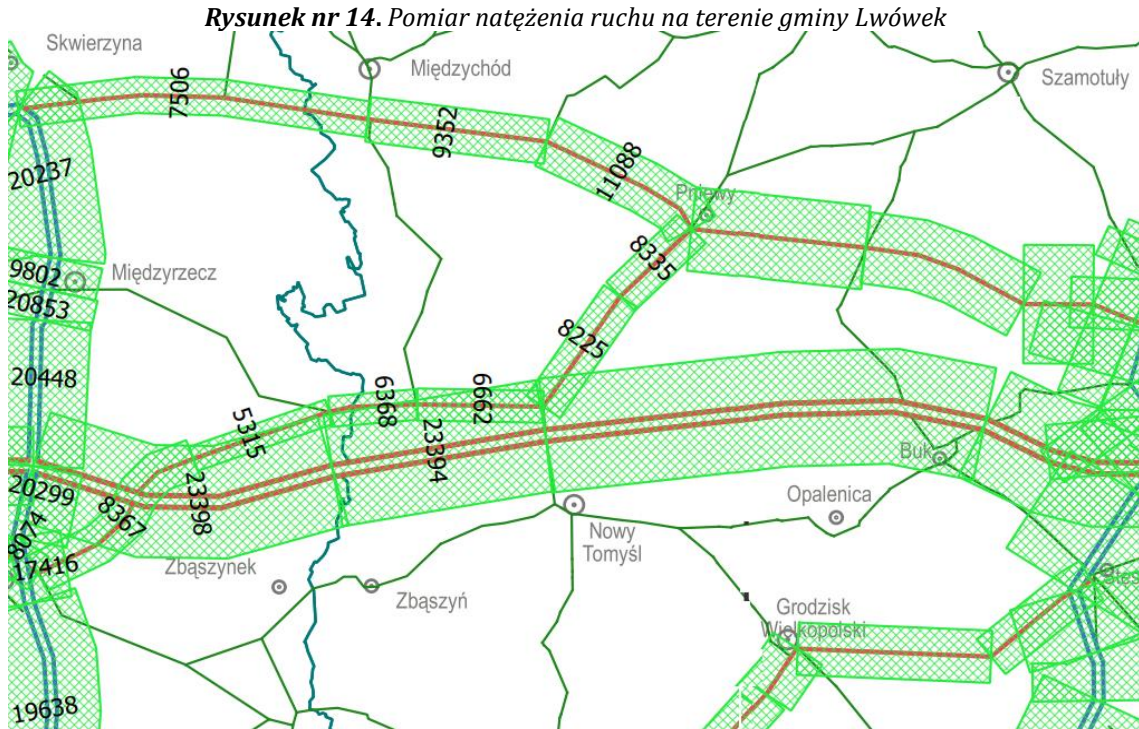 Rysunek nr 14. Pomiar natężenia ruchu na terenie gminy Lwówek
Skwierzyna
Międzychód
Szamotuły
7506
9352
11088
20237
Pniewy
8335
9802
Międzyrzecz
20853
8225
20448
6368
6662
5315
23394
Buk
20299
23398
8367
Opalenica
8074
Nowy
Tomyśl
17416
Zbąszynek
Zbąszyń
Grodzisk
Wielkopolski
19638